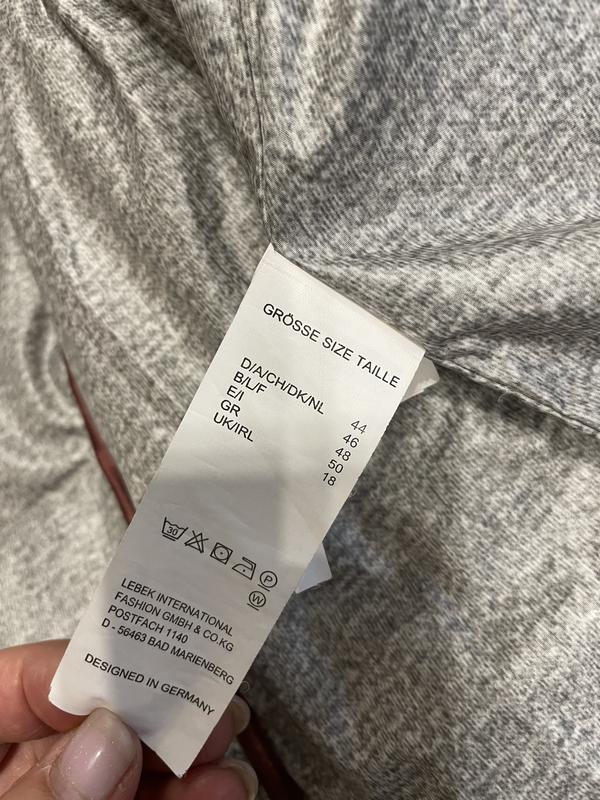 GRÖSSE SIZE TAILLE
D/A/CH/DK/NL 44
B/L/F 46
E/I 48
GR 50
UK/IRL 18
30
P
W
LEBEK INTERNATIONAL
FASHION GMBH & CO.KG
POSTFACH 1140
D - 56463 BAD MARIENBERG
DESIGNED IN GERMANY